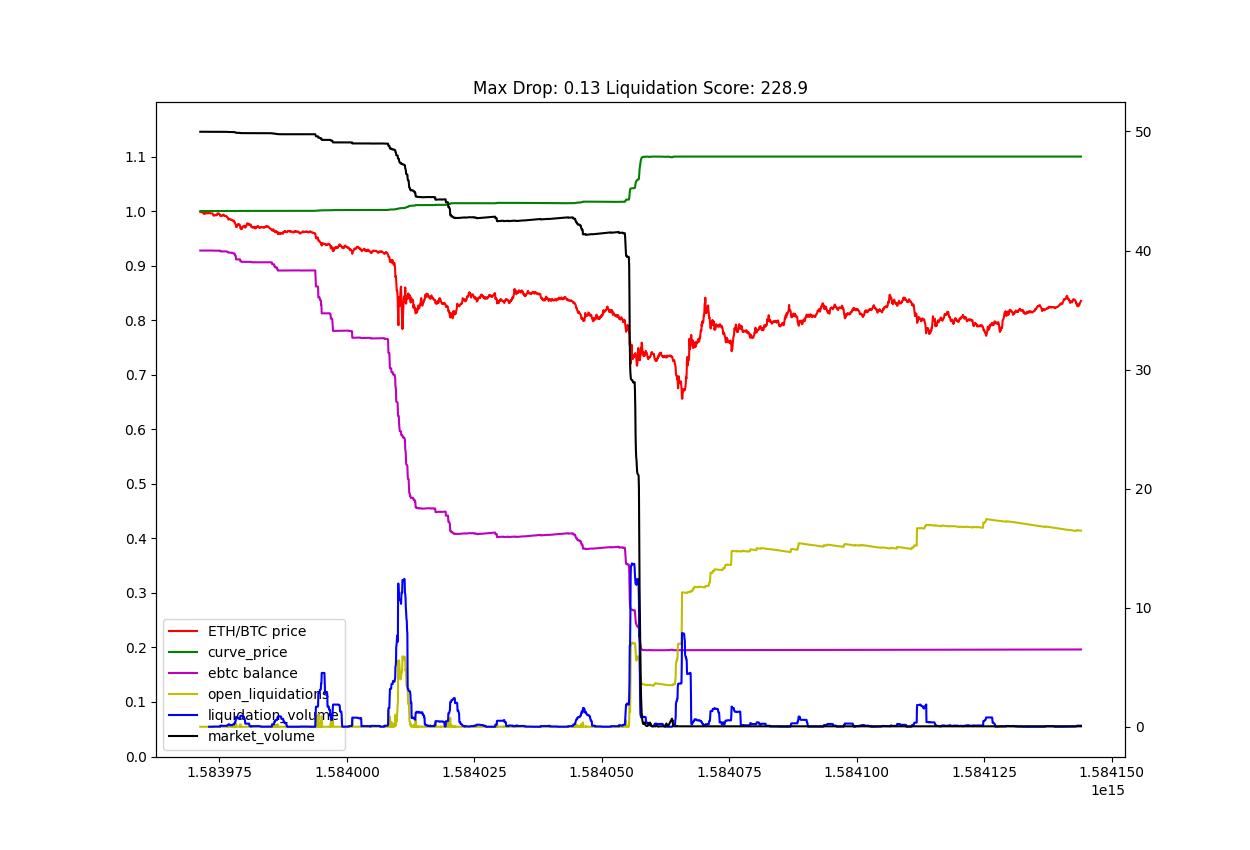 Max Drop: 0.13 Liquidation Score: 228.9
1.1
1.0
0.9
0.8
0.7
0.6
0.5
0.4
0.3
0.2
0.1
0.0
50
40
30
20
10
0
ETH/BTC price
curve_price
ebtc balance
open_liquidations
liquidation_volume
market_volume
1.583975 1.584000 1.584025 1.584050 1.584075 1.584100 1.584125 1.584150
1e15